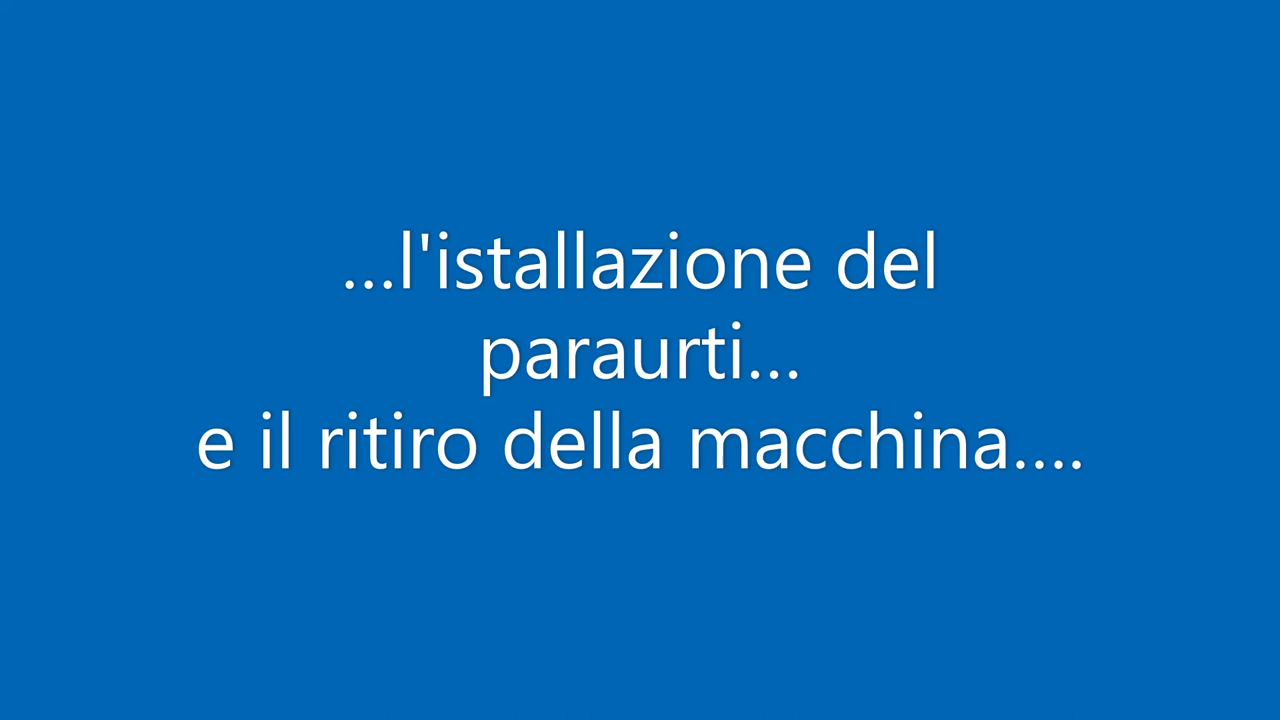 ...l'istallazione del
paraurti...
e il ritiro della macchina....